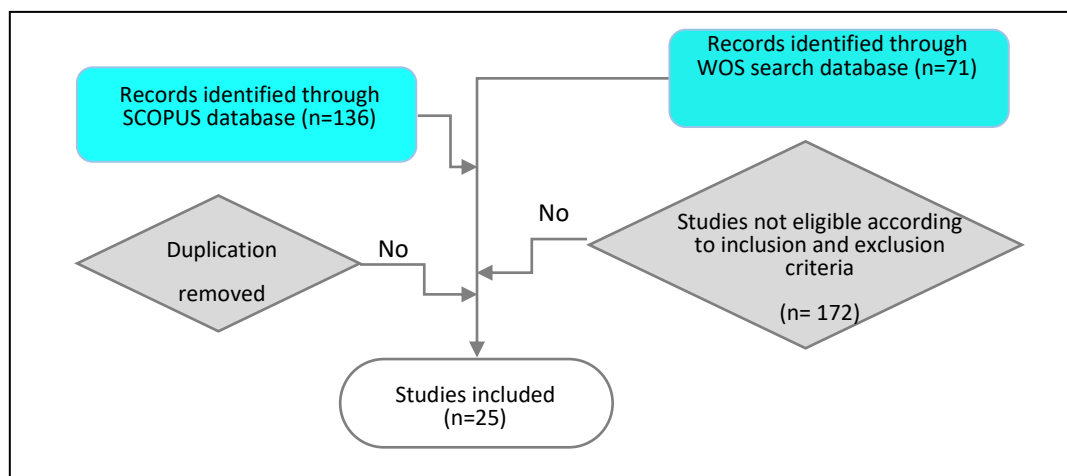 Records identified through
WOS search database (n=71)
Records identified through
SCOPUS database (n=136)
No
Studies not eligible according
to inclusion and exclusion
criteria
(n= 172)
Duplication
removed
No
Studies included
(n=25)